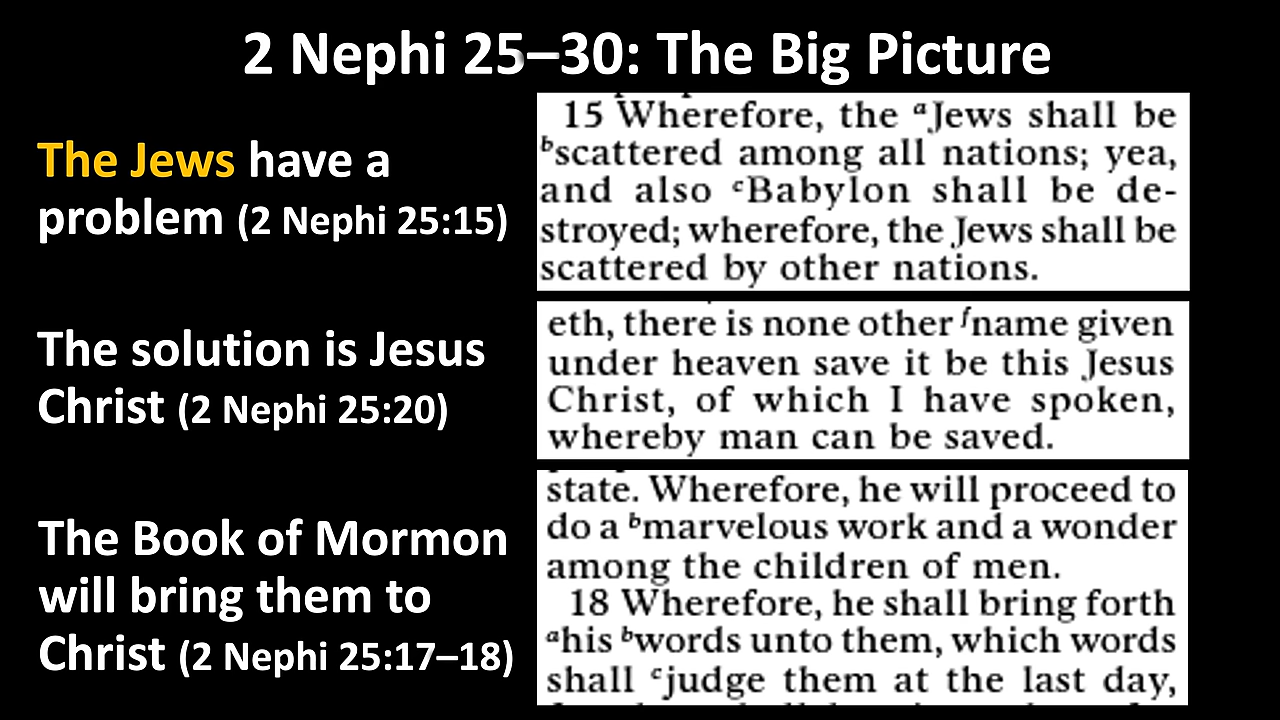 2 Nephi 25–30: The Big Picture
The Jews have a
problem (2 Nephi 25:15)
15 Wherefore, the aJews shall be
bscattered among all nations; yea,
and also cBabylon shall be de-
stroyed; wherefore, the Jews shall be
scattered by other nations.
The solution is Jesus
Christ (2 Nephi 25:20)
eth, there is none other fname given
under heaven save it be this Jesus
Christ, of which I have spoken,
whereby man can be saved.
The Book of Mormon
will bring them to
Christ (2 Nephi 25:17–18)
state. Wherefore, he will proceed to
do a bmarvelous work and a wonder
among the children of men.
18 Wherefore, he shall bring forth
ahis bwords unto them, which words
shall cjudge them at the last day,